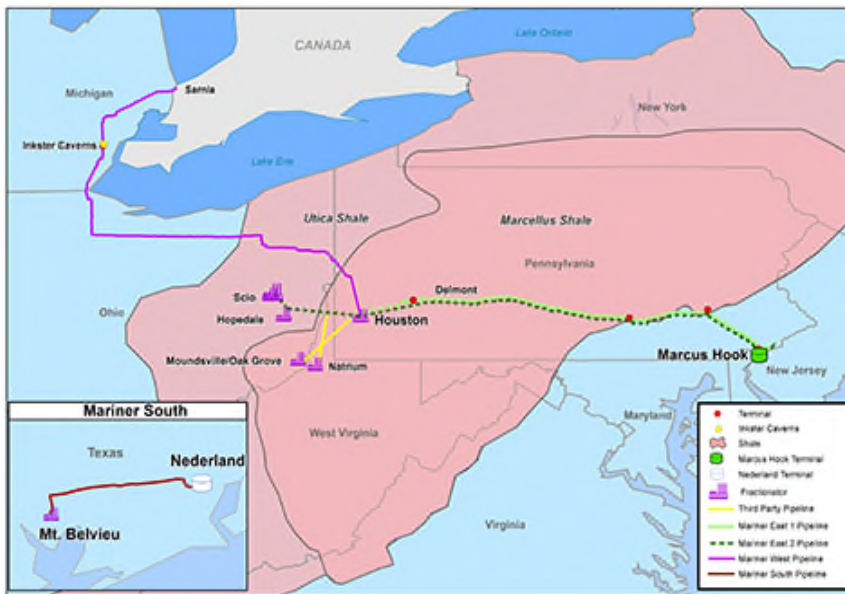 CANADA
Lake Ontario
Michigan
Sarnia
New York
Inkster Caverns
Lake Erie
Utica Shale
Marcellus Shale
Pennsylvania
Delmont
Scio
Ohio
Hopedale
Houston
Marcus Hook
Moundsville/Oak Grove
Natrium
New Jersey
Maryland
West Virginia
Virginia
Mariner South
Texas
Nederland
Mt. Belvieu
Terminal
Inkster Caverns
Shale
Marcus Hook Terminal
Nederland Terminal
Fractionator
Third Party Pipeline
Mariner East 1 Pipeline
Mariner East 2 Pipeline
Mariner West Pipeline
Mariner South Pipeline